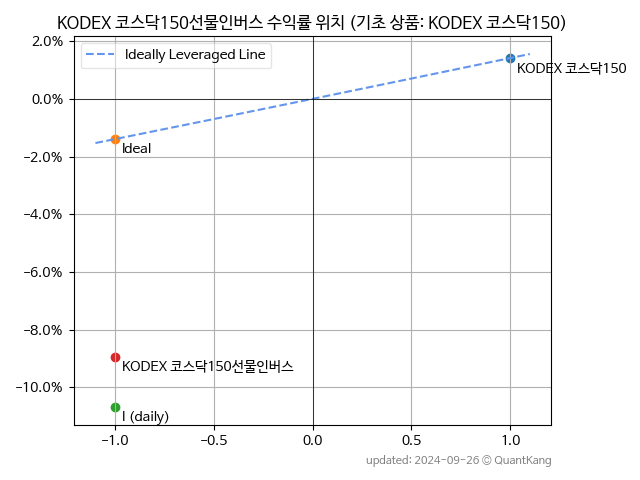 KODEX 코스닥150선물인버스 수익률 위치 (기초 상품: KODEX 코스닥150)
2.0%
Ideally Leveraged Line
KODEX 코스닥150
0.0%
Ideal
−2.0%
−4.0%
−6.0%
−8.0%
KODEX 코스닥150선물인버스
−10.0%
I (daily)
−1.0 −0.5 0.0 0.5 1.0
updated: 2024-09-26 © QuantKang